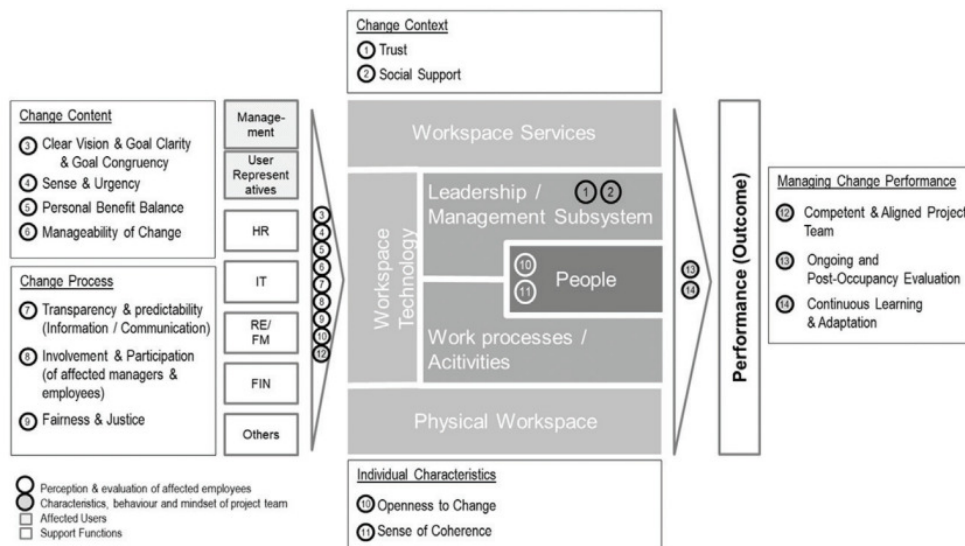 Change Context
1 Trust
2 Social Support
Change Content
3 Clear Vision & Goal Clarity
& Goal Congruency
4 Sense & Urgency
5 Personal Benefit Balance
6 Manageability of Change
Change Process
7 Transparency & predictability
(Information / Communication)
8 Involvement & Participation
(of affected managers &
employees)
9 Fairness & Justice
Manage-
ment
User
Represent
atives
HR
IT
RE/
FM
FIN
Others
3
4
5
6
7
8
9
10
12
Workspace Services
Workspace
Technology
Leadership /
Management Subsystem
1 2
10
11
People
Work processes /
Acitivities
Physical Workspace
13
14
Performance (Outcome)
Managing Change Performance
12 Competent & Aligned Project
Team
13 Ongoing and
Post-Occupancy Evaluation
14 Continuous Learning
& Adaptation
Individual Characteristics
10 Openness to Change
11 Sense of Coherence
Perception & evaluation of affected employees
Characteristics, behaviour and mindset of project team
Affected Users
Support Functions